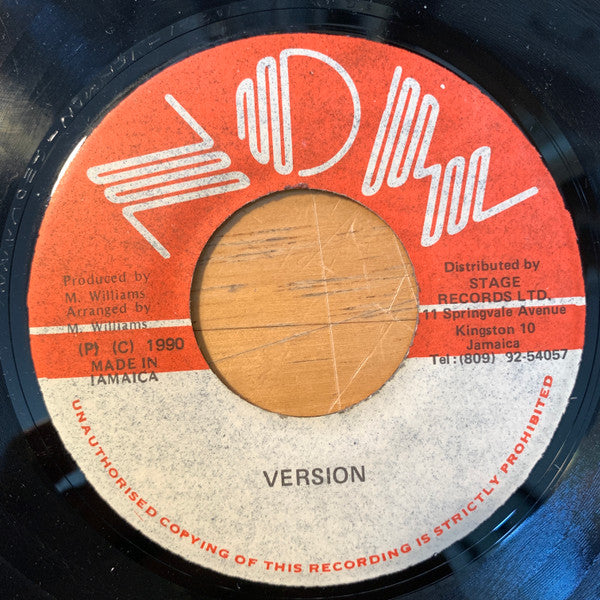 Produced by
M. Williams
Arranged by
M. Williams
(P) (C) 1990
MADE IN
JAMAICA
Distributed by
STAGE
RECORDS LTD.
11 Springvale Avenue
Kingston 10
Jamaica
Tel:(809) 92-54057
VERSION
UNAUTHORISED COPYING OF THIS RECORDING IS STRICTLY PROHIBITED